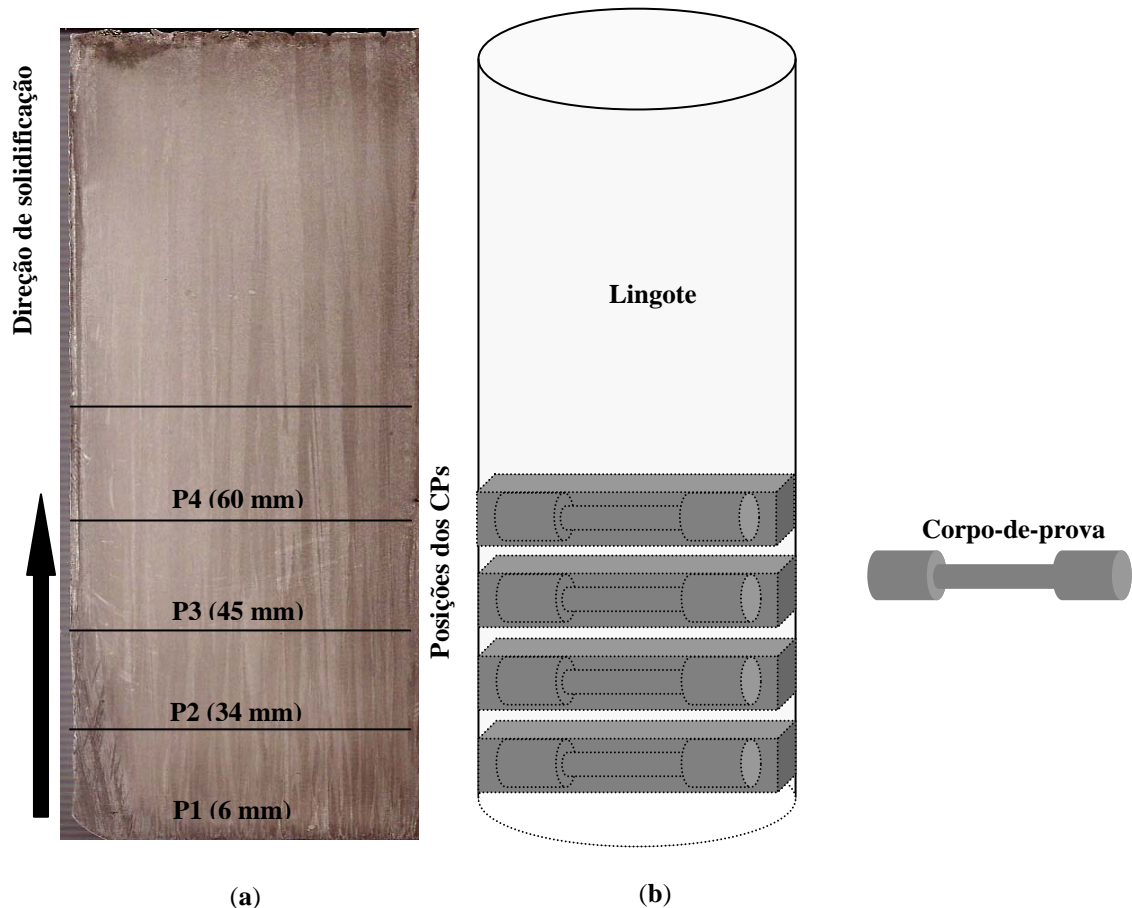 Direção de solidificação
P4 (60 mm)
P3 (45 mm)
P2 (34 mm)
P1 (6 mm)
Posições dos CPs
Lingote
Corpo-de-prova
(a)
(b)